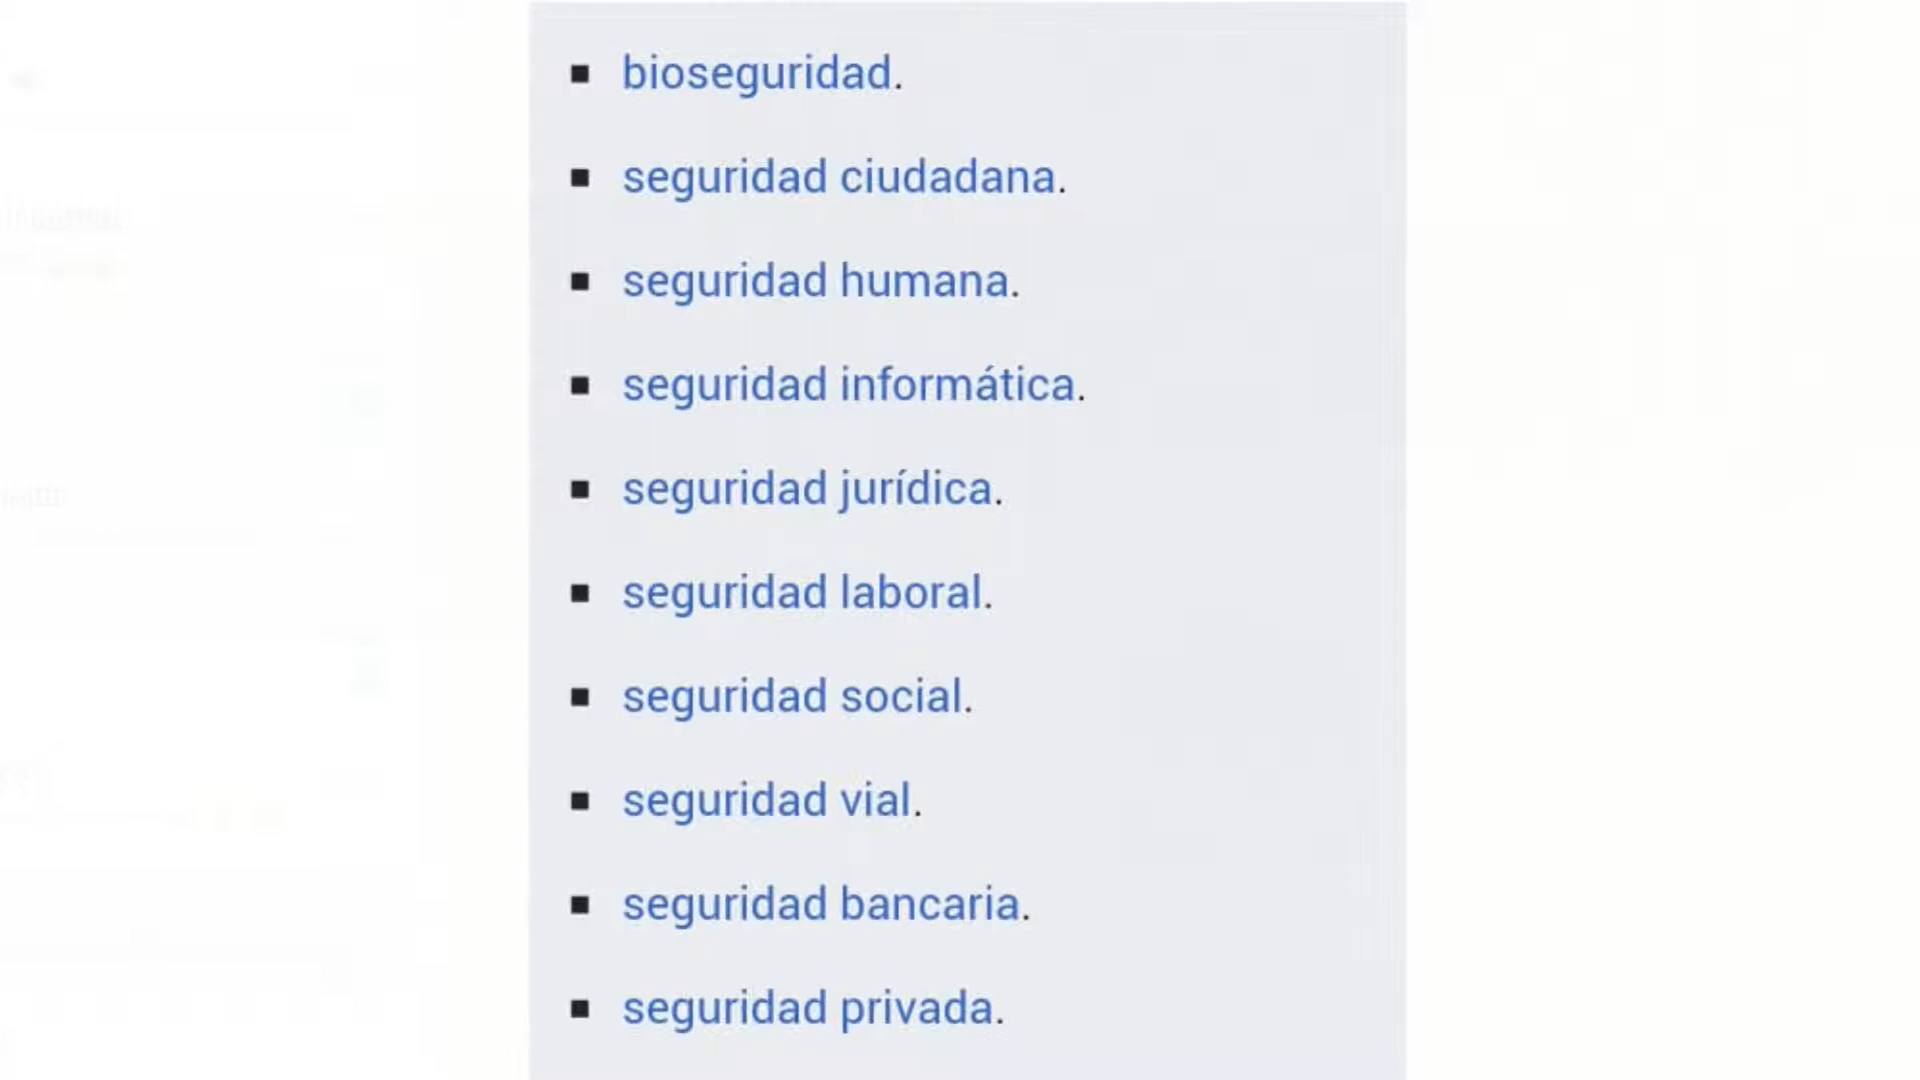 bioseguridad.
seguridad ciudadana.
seguridad humana.
seguridad informática.
seguridad jurídica.
seguridad laboral.
seguridad social.
seguridad vial.
seguridad bancaria.
seguridad privada.